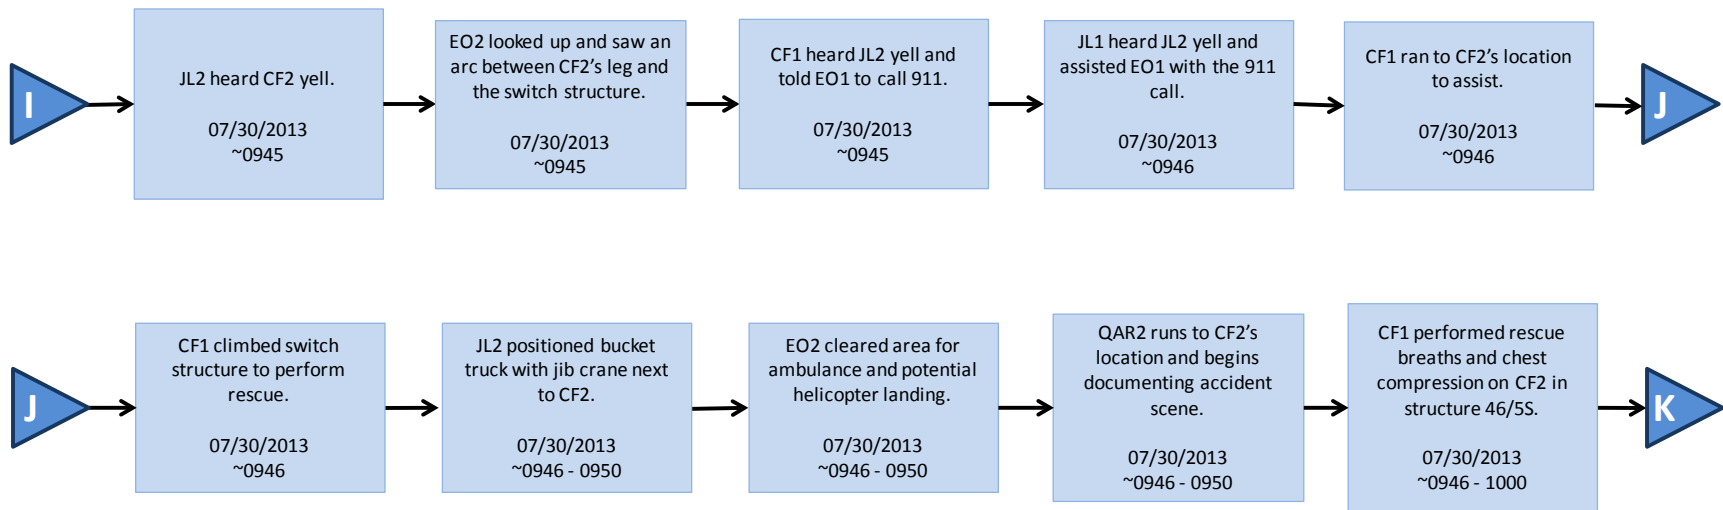 I
JL2 heard CF2 yell.
07/30/2013
~0945
EO2 looked up and saw an
arc between CF2’s leg and
the switch structure.
07/30/2013
~0945
CF1 heard JL2 yell and
told EO1 to call 911.
07/30/2013
~0945
JL1 heard JL2 yell and
assisted EO1 with the 911
call.
07/30/2013
~0946
CF1 ran to CF2’s location
to assist.
07/30/2013
~0946
J
J
CF1 climbed switch
structure to perform
rescue.
07/30/2013
~0946
JL2 positioned bucket
truck with jib crane next
to CF2.
07/30/2013
~0946 - 0950
EO2 cleared area for
ambulance and potential
helicopter landing.
07/30/2013
~0946 - 0950
QAR2 runs to CF2’s
location and begins
documenting accident
scene.
07/30/2013
~0946 - 0950
CF1 performed rescue
breaths and chest
compression on CF2 in
structure 46/5S.
07/30/2013
~0946 - 1000
K